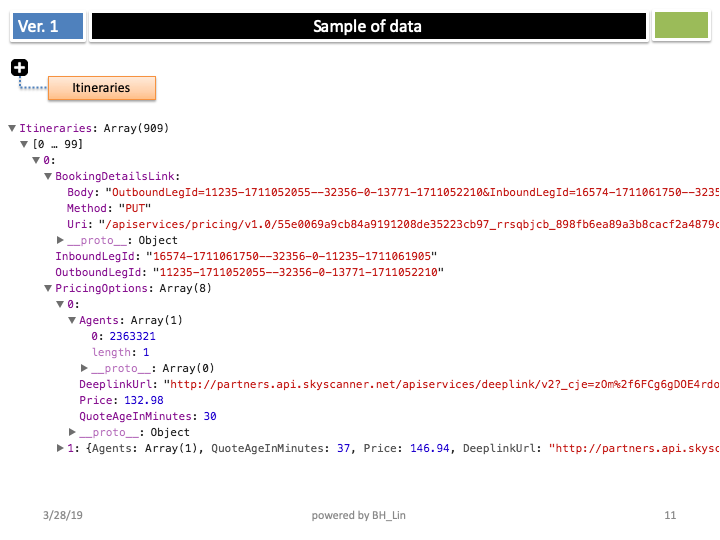 Ver. 1
Sample of data
Itineraries
▼Itineraries: Array(909)
▼[0 … 99]
▼0:
▼BookingDetailsLink:
Body: "OutboundLegId=11235-1711052055--32356-0-13771-1711052210&InboundLegId=16574-1711061750--3235
Method: "PUT"
Uri: "/apiservices/pricing/v1.0/55e0069a9cb84a9191208de35223cb97_rrsqbjcb_898fb6ea89a3b8cacf2a4879c
▶__proto__: Object
InboundLegId: "16574-1711061750--32356-0-11235-1711061905"
OutboundLegId: "11235-1711052055--32356-0-13771-1711052210"
▼PricingOptions: Array(8)
▼0:
▼Agents: Array(1)
0: 2363321
length: 1
▶__proto__: Array(0)
DeeplinkUrl: "http://partners.api.skyscanner.net/apiservices/deeplink/v2?_cje=zOm%2f6FCg6gDOE4rdo
Price: 132.98
QuoteAgeInMinutes: 30
▶__proto__: Object
▶1: {Agents: Array(1), QuoteAgeInMinutes: 37, Price: 146.94, DeeplinkUrl: "http://partners.api.skysc
3/28/19
powered by BH_Lin
11